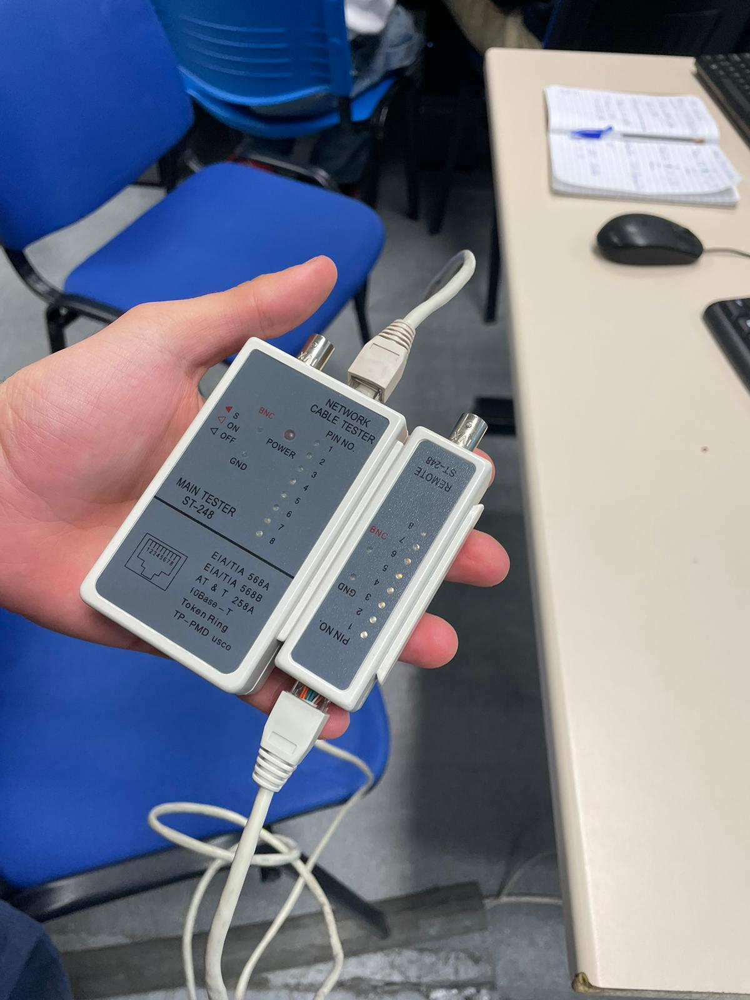 NETWORK
CABLE TESTER
PIN NO.
1
2
3
4
5
6
7
8
BNC
POWER
S
ON
OFF
GND
MAIN TESTER
ST-248
12345678
EIA/TIA 568A
EIA/TIA 568B
AT & T 258A
10Base-T
Token Ring
TP-PMD usco
REMOTE
ST-248
PIN NO.
1
2
3
4
5
6
7
8
GND
BNC